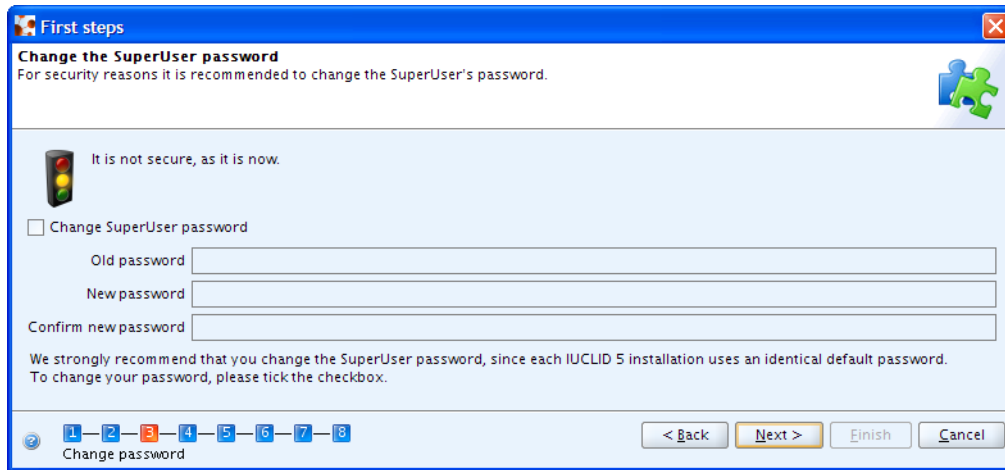 First steps
Change the SuperUser password
For security reasons it is recommended to change the SuperUser's password.
It is not secure, as it is now.
Change SuperUser password
Old password
New password
Confirm new password
We strongly recommend that you change the SuperUser password, since each IUCLID 5 installation uses an identical default password.
To change your password, please tick the checkbox.
? 1 2 3 4 5 6 7 8 < Back Next > Finish Cancel
Change password